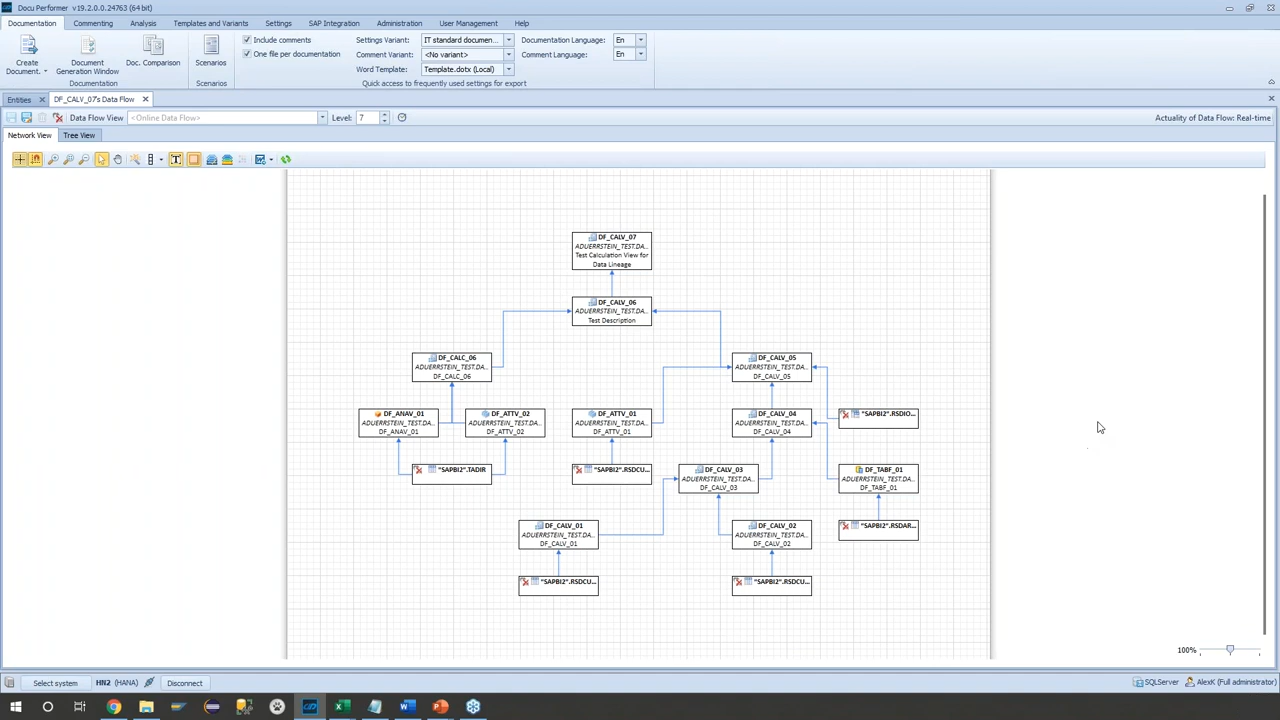 Docu Performer v19.2.0.0.24763 (64 bit)
Documentation Commenting Analysis Templates and Variants Settings SAP Integration Administration User Management Help
Create Document.
Document Generation Window
Doc. Comparison
Scenarios
Include comments
One file per documentation
Settings Variant: IT standard documen...
Comment Variant: <No variant>
Word Template: Template.dotx (Local)
Documentation Language: En
Comment Language: En
Documentation Scenarios Quick access to frequently used settings for export
Entities DF_CALV_07's Data Flow
Data Flow View <Online Data Flow> Level: 7 Actuality of Data Flow: Real-time
Network View Tree View
DF_CALV_07
ADUERRSTEIN_TEST.DA..
Test Calculation View for
Data Lineage
DF_CALV_06
ADUERRSTEIN_TEST.DA..
Test Description
DF_CALC_06
ADUERRSTEIN_TEST.DA..
DF_CALC_06
DF_CALV_05
ADUERRSTEIN_TEST.DA..
DF_CALV_05
DF_ANAV_01
ADUERRSTEIN_TEST.DA..
DF_ANAV_01
DF_ATTV_02
ADUERRSTEIN_TEST.DA..
DF_ATTV_02
DF_ATTV_01
ADUERRSTEIN_TEST.DA..
DF_ATTV_01
DF_CALV_04
ADUERRSTEIN_TEST.DA..
DF_CALV_04
"SAPBI2".RSDIO...
"SAPBI2".TADIR
"SAPBI2".RSDCU...
DF_CALV_03
ADUERRSTEIN_TEST.DA..
DF_CALV_03
DF_TABF_01
ADUERRSTEIN_TEST.DA..
DF_TABF_01
DF_CALV_01
ADUERRSTEIN_TEST.DA..
DF_CALV_01
DF_CALV_02
ADUERRSTEIN_TEST.DA..
DF_CALV_02
"SAPBI2".RSDAR...
"SAPBI2".RSDCU...
"SAPBI2".RSDCU...
100%
Select system HN2 (HANA) Disconnect SQLServer AlexK (Full administrator)